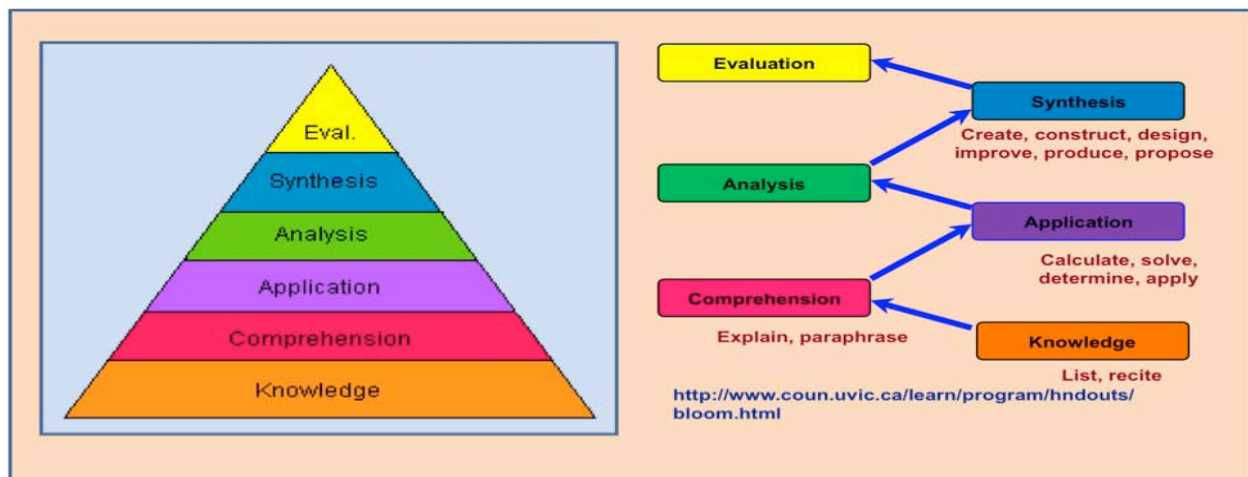 Eval.
Synthesis
Analysis
Application
Comprehension
Knowledge
Evaluation
Synthesis
Create, construct, design,
improve, produce, propose
Analysis
Application
Calculate, solve,
determine, apply
Comprehension
Explain, paraphrase
Knowledge
List, recite
http://www.coun.uvic.ca/learn/program/hndouts/
bloom.html